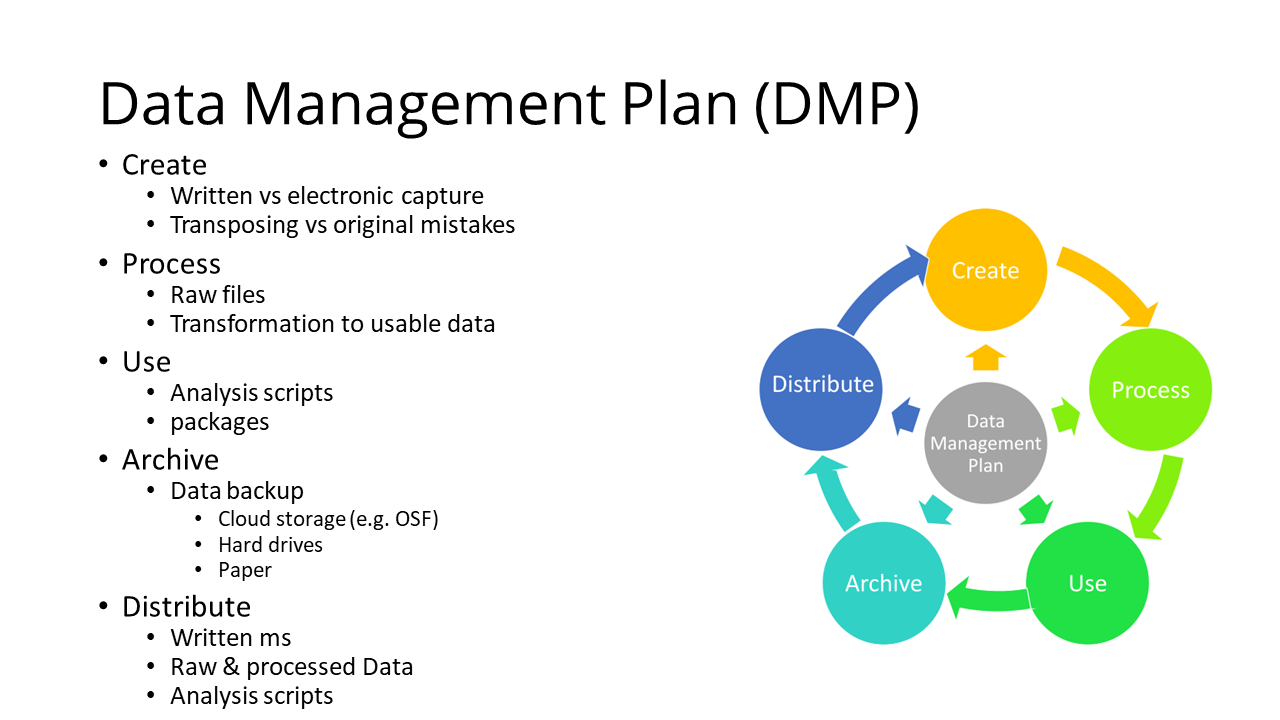 Data Management Plan (DMP)
• Create
• Written vs electronic capture
• Transposing vs original mistakes
• Process
• Raw files
• Transformation to usable data
• Use
• Analysis scripts
• packages
• Archive
• Data backup
• Cloud storage (e.g. OSF)
• Hard drives
• Paper
• Distribute
• Written ms
• Raw & processed Data
• Analysis scripts
Create
Process
Use
Archive
Distribute
Data
Management
Plan